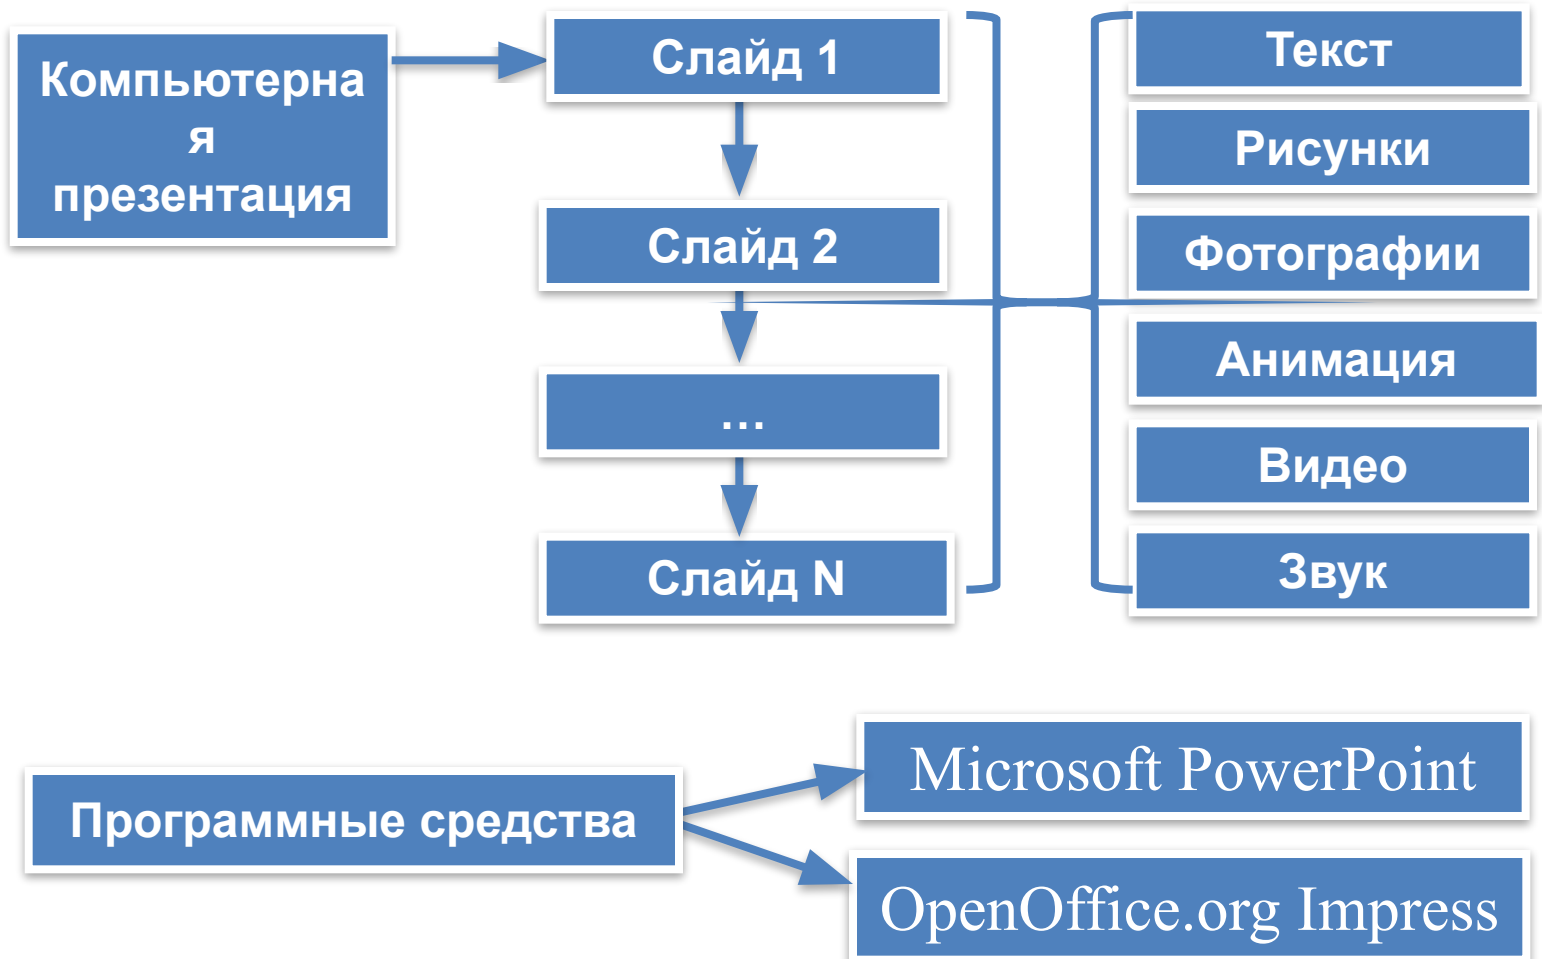 Компьютерна
я
презентация
Слайд 1
Слайд 2
...
Слайд N
Текст
Рисунки
Фотографии
Анимация
Видео
Звук
Программные средства
Microsoft PowerPoint
OpenOffice.org Impress